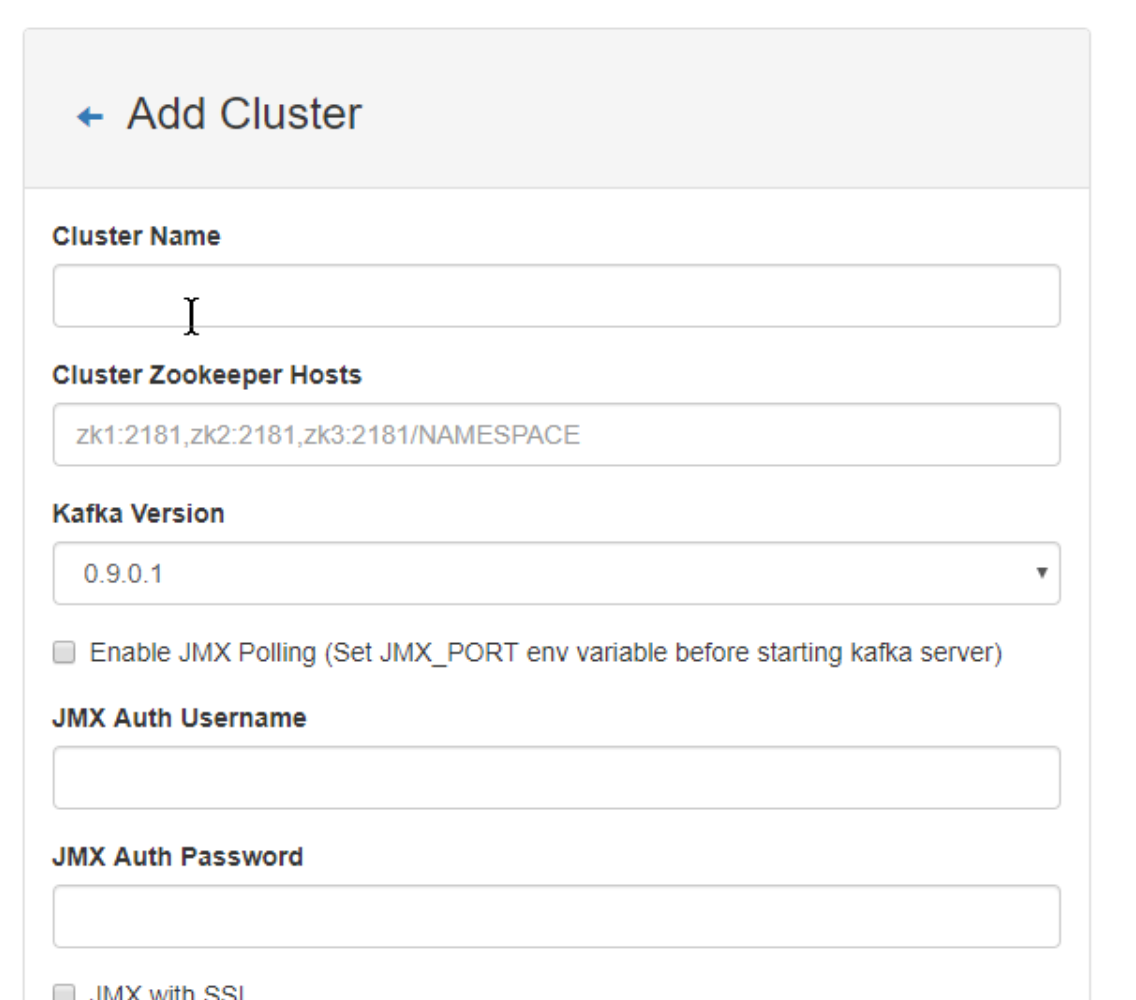 Add Cluster
Cluster Name
Cluster Zookeeper Hosts
zk1:2181,zk2:2181,zk3:2181/NAMESPACE
Kafka Version
0.9.0.1
Enable JMX Polling (Set JMX_PORT env variable before starting kafka server)
JMX Auth Username
JMX Auth Password
JMX with SSL